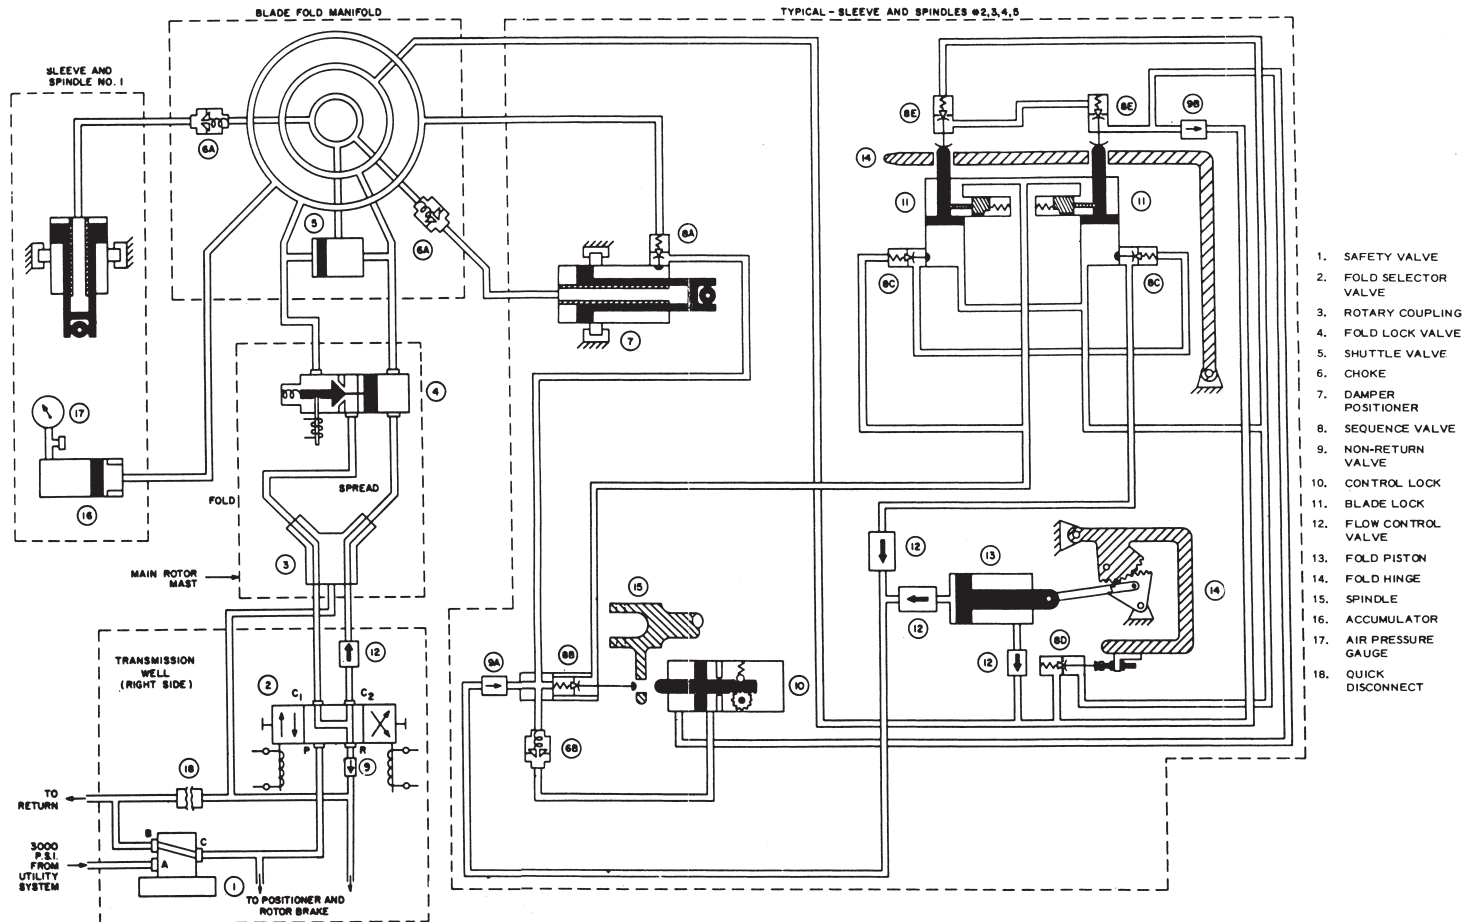 BLADE FOLD MANIFOLD
TYPICAL - SLEEVE AND SPINDLES #2,3,4,5
SLEEVE AND
SPINDLE NO. 1
6A
6A
5
8A
7
8E
8E
9B
14
11
11
8C
8C
4
17
16
FOLD
SPREAD
3
MAIN ROTOR
MAST
12
12
12
13
14
15
9A
8B
10
8D
6B
TRANSMISSION
WELL
(RIGHT SIDE)
12
2
C1
C2
P
R
9
18
TO
RETURN
B
C
A
3000
P.S.I.
FROM
UTILITY
SYSTEM
1
TO POSITIONER AND
ROTOR BRAKE
1. SAFETY VALVE
2. FOLD SELECTOR
VALVE
3. ROTARY COUPLING
4. FOLD LOCK VALVE
5. SHUTTLE VALVE
6. CHOKE
7. DAMPER
POSITIONER
8. SEQUENCE VALVE
9. NON-RETURN
VALVE
10. CONTROL LOCK
11. BLADE LOCK
12. FLOW CONTROL
VALVE
13. FOLD PISTON
14. FOLD HINGE
15. SPINDLE
16. ACCUMULATOR
17. AIR PRESSURE
GAUGE
18. QUICK
DISCONNECT